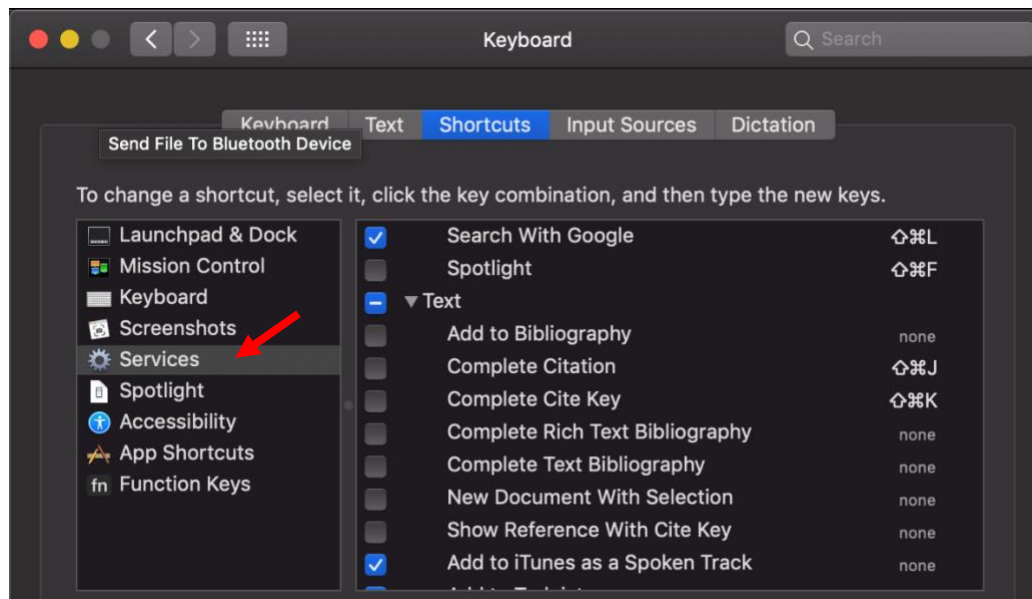 Keyboard
Search
Keyboard Text Shortcuts Input Sources Dictation
Send File To Bluetooth Device
To change a shortcut, select it, click the key combination, and then type the new keys.
Launchpad & Dock
Mission Control
Keyboard
Screenshots
Services
Spotlight
Accessibility
App Shortcuts
fn Function Keys
Search With Google ⇧⌘L
Spotlight ⇧⌘F
Text
Add to Bibliography none
Complete Citation ⇧⌘J
Complete Cite Key ⇧⌘K
Complete Rich Text Bibliography none
Complete Text Bibliography none
New Document With Selection none
Show Reference With Cite Key none
Add to iTunes as a Spoken Track none